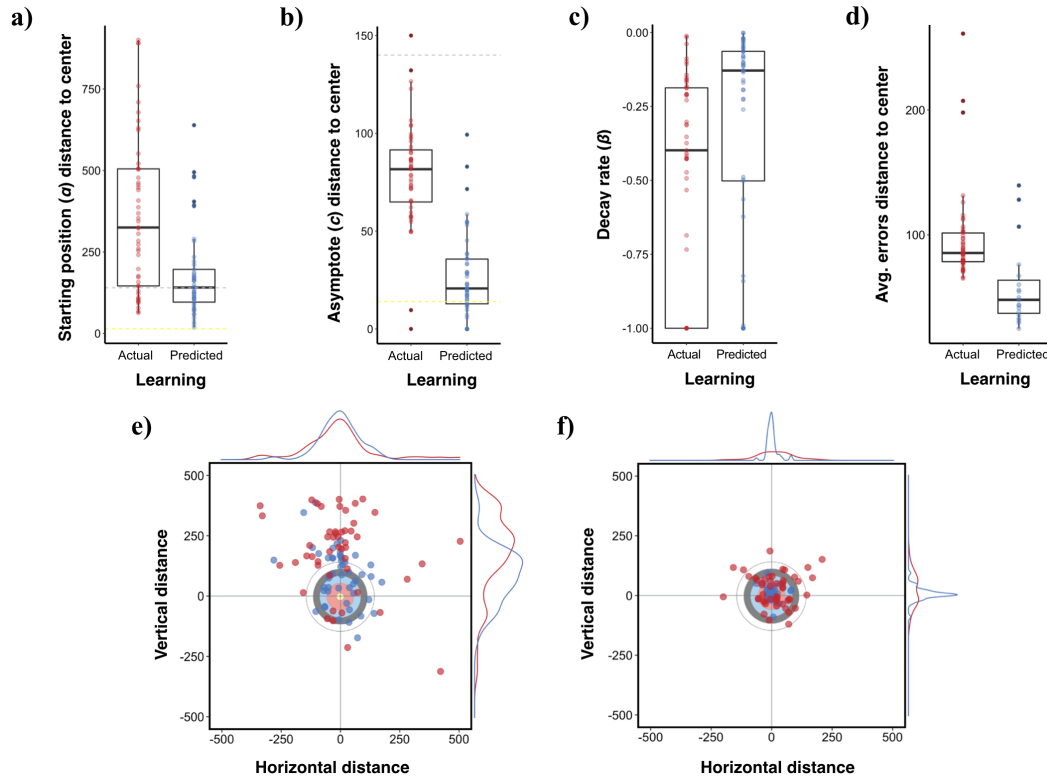 a)
Starting position (α) distance to center
750
500
250
0
Actual
Predicted
Learning
b)
Asymptote (c) distance to center
150
100
50
0
Actual
Predicted
Learning
c)
Decay rate (β)
0.00
-0.25
-0.50
-0.75
-1.00
Actual
Predicted
Learning
d)
Avg. errors distance to center
200
100
Actual
Predicted
Learning
e)
Vertical distance
500
250
0
-250
-500
-500
-250
0
250
500
Horizontal distance
f)
Vertical distance
500
250
0
-250
-500
-500
-250
0
250
500
Horizontal distance